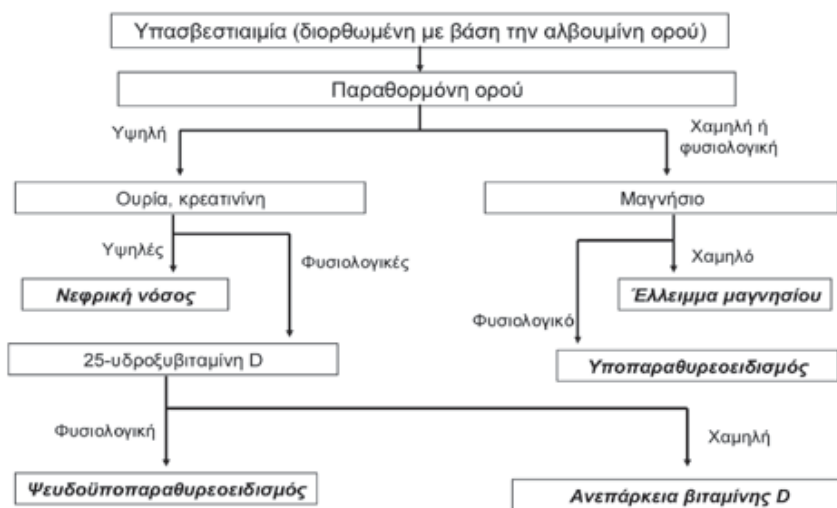 Υπασβεστιαιμία (διορθωμένη με βάση την αλβουμίνη ορού)
Παραθορμόνη ορού
Υψηλή
Χαμηλή ή
φυσιολογική
Ουρία, κρεατινίνη
Μαγνήσιο
Υψηλές
Φυσιολογικές
Χαμηλό
Νεφρική νόσος
Έλλειμμα μαγνησίου
Φυσιολογικό
25-υδροξυβιταμίνη D
Υποπαραθυρεοειδισμός
Φυσιολογική
Χαμηλή
Ψευδοϋποπαραθυρεοειδισμός
Ανεπάρκεια βιταμίνης D